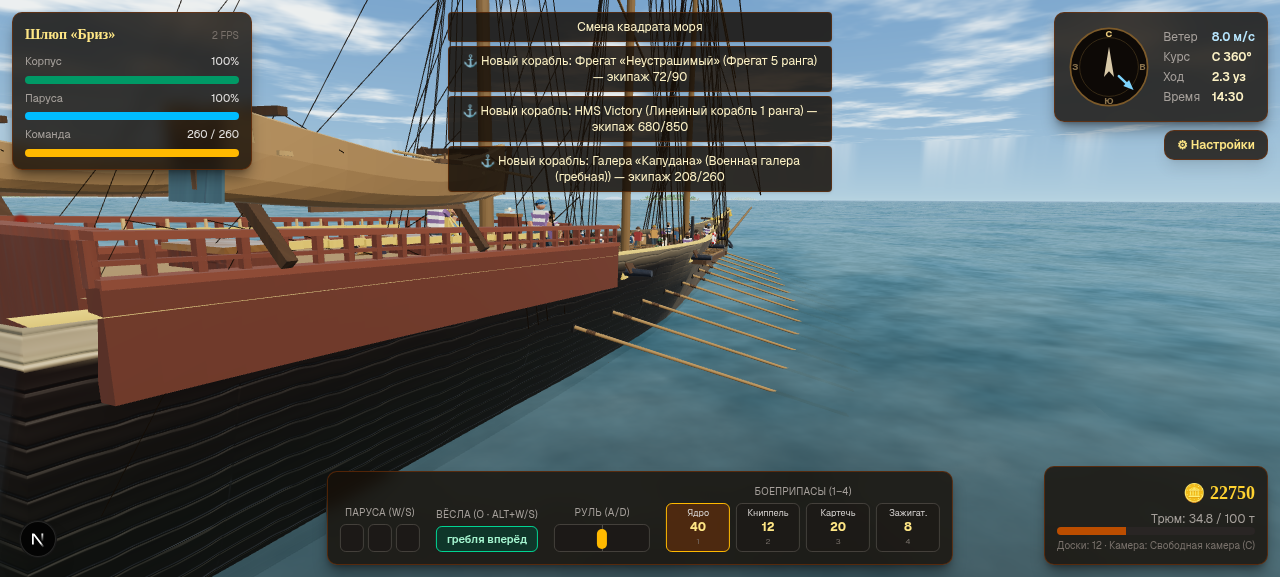 Шлюп «Бриз»
2 FPS
Корпус
100%
Паруса
100%
Команда
260 / 260
Смена квадрата моря
⚓ Новый корабль: Фрегат «Неустрашимый» (Фрегат 5 ранга)
— экипаж 72/90
⚓ Новый корабль: HMS Victory (Линейный корабль 1 ранга) —
экипаж 680/850
⚓ Новый корабль: Галера «Капудана» (Военная галера
(гребная)) — экипаж 208/260
С
З
В
Ю
Ветер 8.0 м/с
Курс С 360°
Ход 2.3 уз
Время 14:30
⚙ Настройки
ПАРУСА (W/S)
ВЁСЛА (O · ALT+W/S)
гребля вперёд
РУЛЬ (A/D)
БОЕПРИПАСЫ (1–4)
Ядро
40
1
Книппель
12
2
Картечь
20
3
Зажигат.
8
4
🪙 22750
Трюм: 34.8 / 100 т
Доски: 12 · Камера: Свободная камера (C)
N